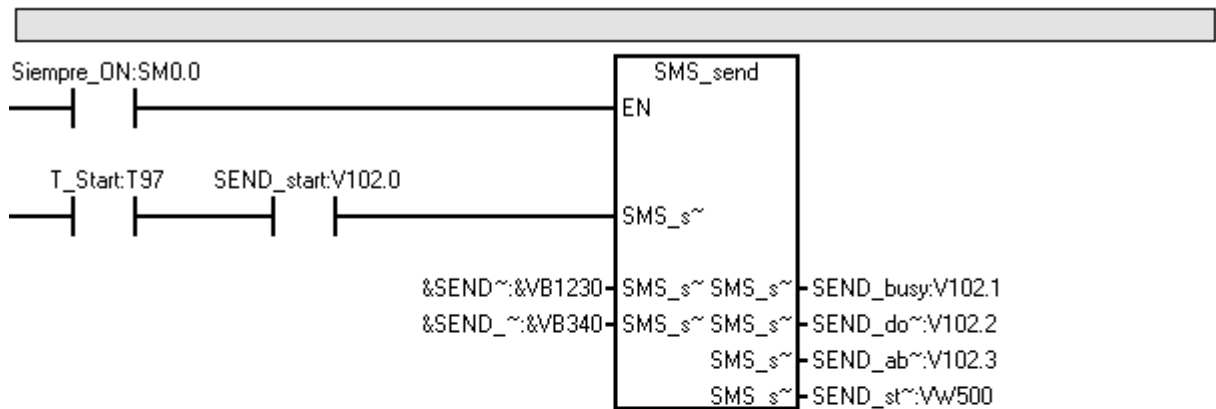 Siempre_ON:SM0.0
SMS_send
EN
T_Start:T97 SEND_start:V102.0
SMS_s~
&SEND~:&VB1230 SMS_s~ SMS_s~ SEND_busy:V102.1
&SEND_~:&VB340 SMS_s~ SMS_s~ SEND_do~:V102.2
SMS_s~ SEND_ab~:V102.3
SMS_s~ SEND_st~:VW500